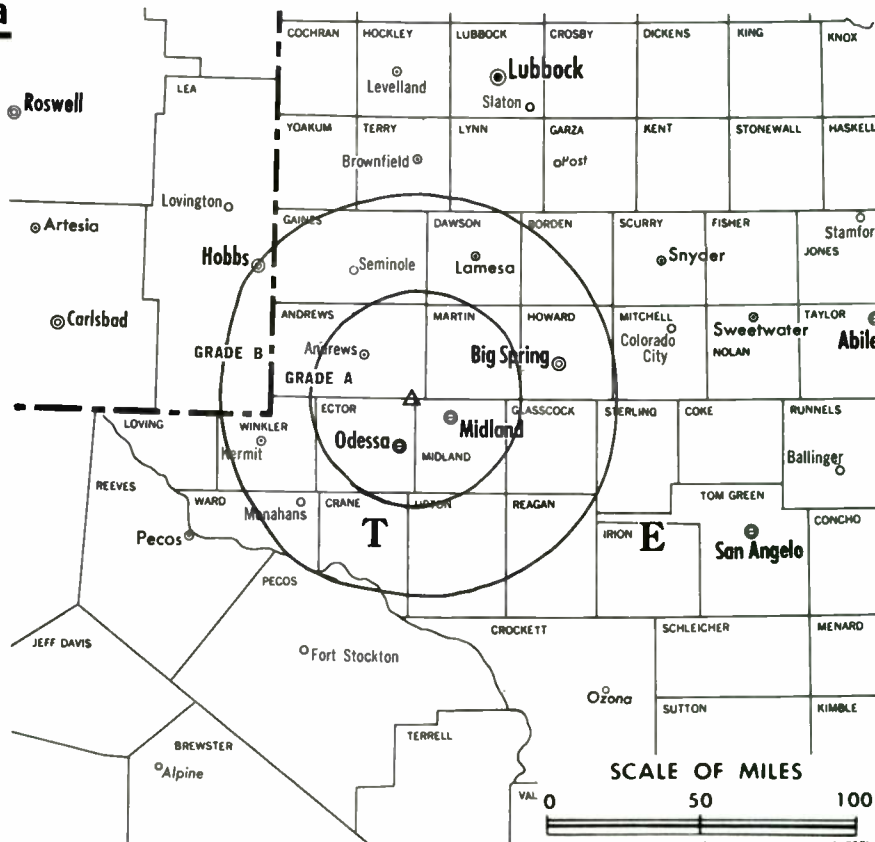 a
COCHRAN HOCKLEY LUBBOCK CROSBY DICKENS KING KNOX
Lubbock
LEA
Levelland
Roswell
Slaton
YOAKUM TERRY LYNN GARZA KENT STONEWALL HASKELL
Brownfield Post
Lovington
GAINES DAWSON BORDEN SCURRY FISHER
Artesia
Stamfor
Hobbs Seminole Lamesa Snyder JONES
ANDREWS MARTIN HOWARD MITCHELL TAYLOR
Carlsbad
Sweetwater
Colorado
City
Abile
GRADE B Andrews Big Spring NOLAN
GRADE A
ECTOR GLASSCOCK STERLING COKE RUNNELS
LOVING WINKLER
Odessa Midland
Kermit MIDLAND Ballinger
REEVES
WARD CRANE UPTON REAGAN TOM GREEN
Monahans
CONCHO
Pecos T IRION E
San Angelo
PECOS
CROCKETT SCHLEICHER MENARD
JEFF DAVIS
Fort Stockton
Ozona
SUTTON KIMBLE
TERRELL
BREWSTER
Alpine
SCALE OF MILES
VAL
0 50 100